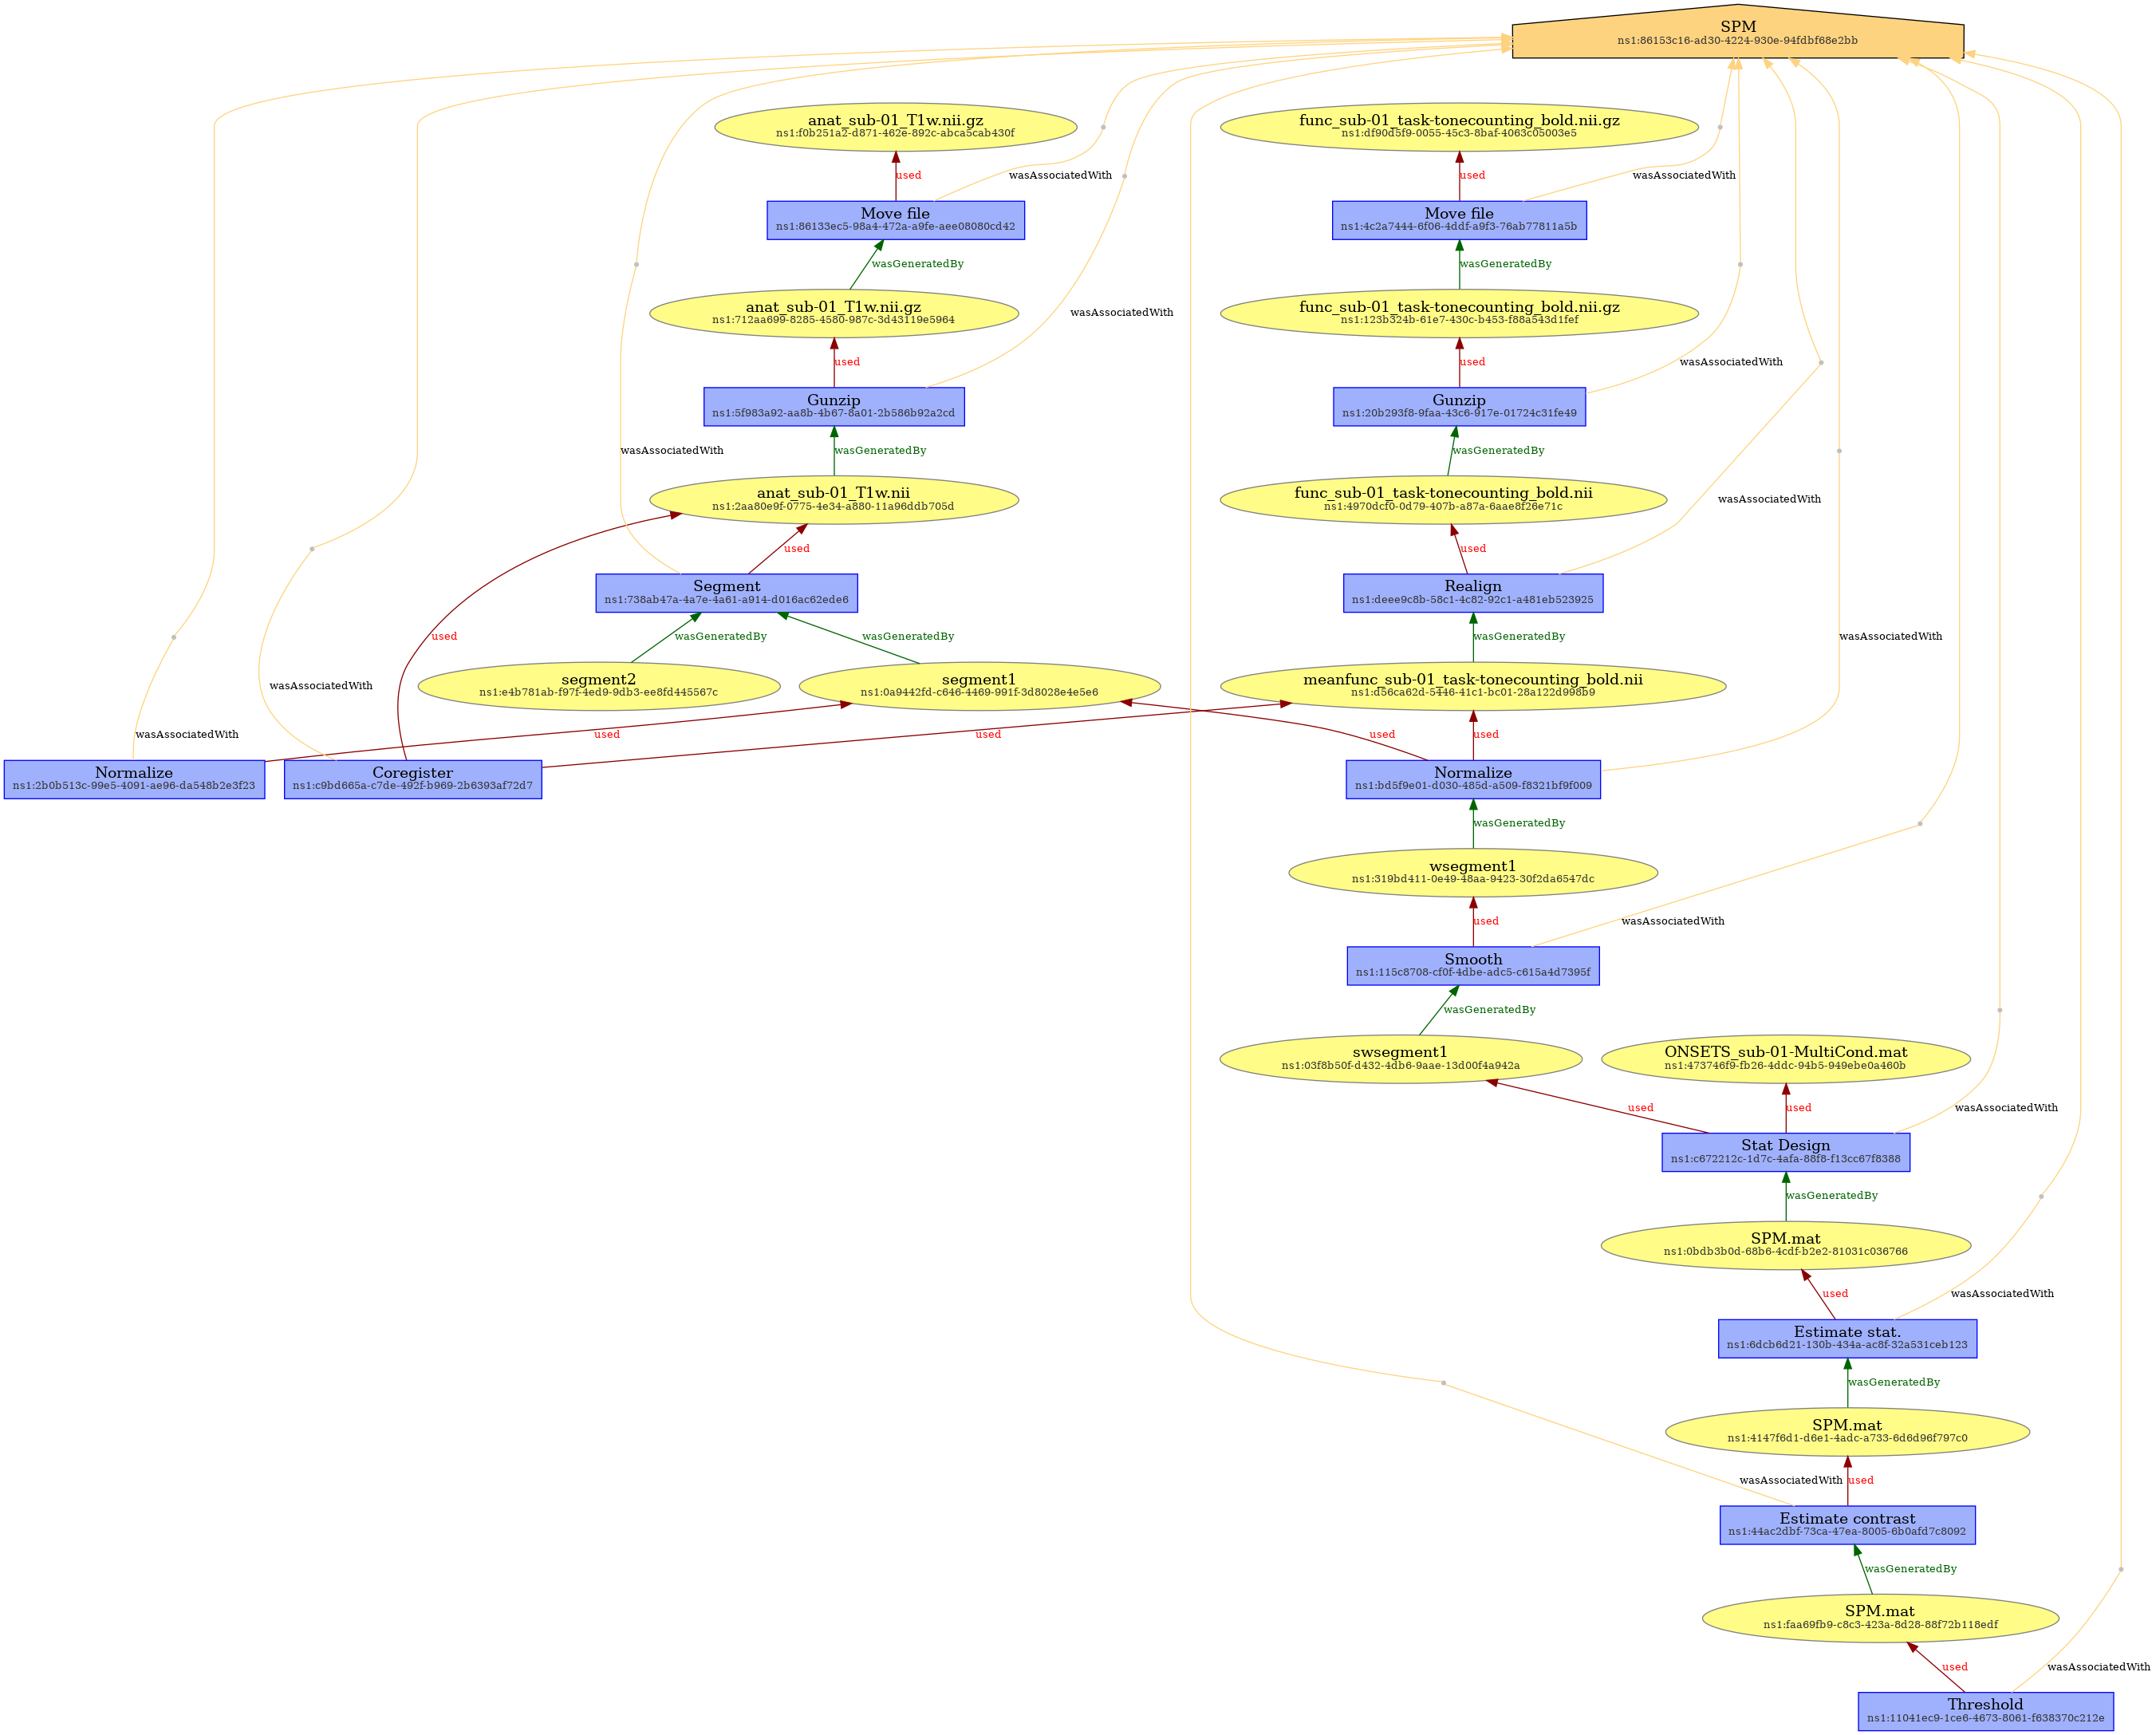 SPM
ns1:86153c16-ad30-4224-930e-94fdbf68e2bb
anat_sub-01_T1w.nii.gz
ns1:f0b251a2-d871-462e-892c-abca5cab430f
func_sub-01_task-tonecounting_bold.nii.gz
ns1:df90d5f9-0055-45c3-8baf-4063c05003e5
used
wasAssociatedWith
used
wasAssociatedWith
Move file
ns1:86133ec5-98a4-472a-a9fe-aee08080cd42
Move file
ns1:4c2a7444-6f06-4ddf-a9f3-76ab77811a5b
wasGeneratedBy
wasGeneratedBy
anat_sub-01_T1w.nii.gz
ns1:712aa699-8285-4580-987c-3d43119e5964
func_sub-01_task-tonecounting_bold.nii.gz
ns1:123b324b-61e7-430c-b453-f88a543d1fef
wasAssociatedWith
used
used
wasAssociatedWith
Gunzip
ns1:5f983a92-aa8b-4b67-8a01-2b586b92a2cd
Gunzip
ns1:20b293f8-9faa-43c6-917e-01724c31fe49
wasAssociatedWith
wasGeneratedBy
wasGeneratedBy
anat_sub-01_T1w.nii
ns1:2aa80e9f-0775-4e34-a880-11a96ddb705d
func_sub-01_task-tonecounting_bold.nii
ns1:4970dcf0-0d79-407b-a87a-6aae8f26e71c
wasAssociatedWith
used
used
Segment
ns1:738ab47a-4a7e-4a61-a914-d016ac62ede6
Realign
ns1:deee9c8b-58c1-4c82-92c1-a481eb523925
used
wasGeneratedBy
wasGeneratedBy
wasGeneratedBy
wasAssociatedWith
segment2
ns1:e4b781ab-f97f-4ed9-9db3-ee8fd445567c
segment1
ns1:0a9442fd-c646-4469-991f-3d8028e4e5e6
meanfunc_sub-01_task-tonecounting_bold.nii
ns1:d56ca62d-5446-41c1-bc01-28a122d998b9
wasAssociatedWith
wasAssociatedWith
used
used
used
used
Normalize
ns1:2b0b513c-99e5-4091-ae96-da548b2e3f23
Coregister
ns1:c9bd665a-c7de-492f-b969-2b6393af72d7
Normalize
ns1:bd5f9e01-d030-485d-a509-f8321bf9f009
wasGeneratedBy
wsegment1
ns1:319bd411-0e49-48aa-9423-30f2da6547dc
used
wasAssociatedWith
Smooth
ns1:115c8708-cf0f-4dbe-adc5-c615a4d7395f
wasGeneratedBy
swsegment1
ns1:03f8b50f-d432-4db6-9aae-13d00f4a942a
ONSETS_sub-01-MultiCond.mat
ns1:473746f9-fb26-4ddc-94b5-949ebe0a460b
used
used
wasAssociatedWith
Stat Design
ns1:c672212c-1d7c-4afa-88f8-f13cc67f8388
wasGeneratedBy
SPM.mat
ns1:0bdb3b0d-68b6-4cdf-b2e2-81031c036766
used
wasAssociatedWith
Estimate stat.
ns1:6dcb6d21-130b-434a-ac8f-32a531ceb123
wasGeneratedBy
SPM.mat
ns1:4147f6d1-d6e1-4adc-a733-6d6d96f797c0
wasAssociatedWith
used
Estimate contrast
ns1:44ac2dbf-73ca-47ea-8005-6b0afd7c8092
wasGeneratedBy
SPM.mat
ns1:faa69fb9-c8c3-423a-8d28-88f72b118edf
used
wasAssociatedWith
Threshold
ns1:11041ec9-1ce6-4673-8061-f638370c212e